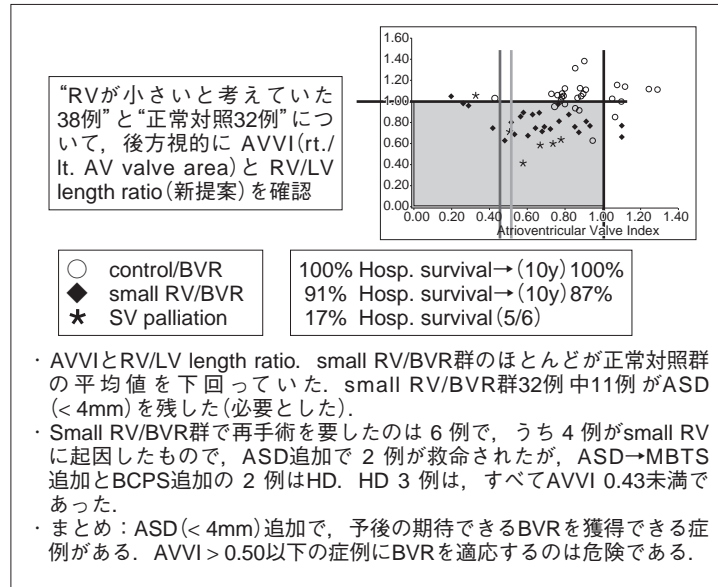 “RVが小さいと考えていた
38例”と“正常対照32例”につ
いて，後方視的に AVVI(rt./
lt. AV valve area)と RV/LV
length ratio(新提案)を確認
1.60
1.40
1.20
1.00
0.80
0.60
0.40
0.20
0.00
0.00 0.20 0.40 0.60 0.80 1.00 1.20 1.40
Atrioventricular Valve Index
○ control/BVR
◆ small RV/BVR
＊ SV palliation
100% Hosp. survival→(10y) 100%
91% Hosp. survival→(10y) 87%
17% Hosp. survival (5/6)
・AVVIとRV/LV length ratio．small RV/BVR群のほとんどが正常対照群
の平均値を下回っていた．small RV/BVR群32例中11例がASD
(< 4mm)を残した(必要とした)．
・Small RV/BVR群で再手術を要したのは 6 例で，うち 4 例がsmall RV
に起因したもので，ASD追加で 2 例が救命されたが，ASD→MBTS
追加とBCPS追加の 2 例はHD．HD 3 例は，すべてAVVI 0.43未満で
あった．
・まとめ：ASD(< 4mm)追加で，予後の期待できるBVRを獲得できる症
例がある．AVVI > 0.50以下の症例にBVRを適応するのは危険である．